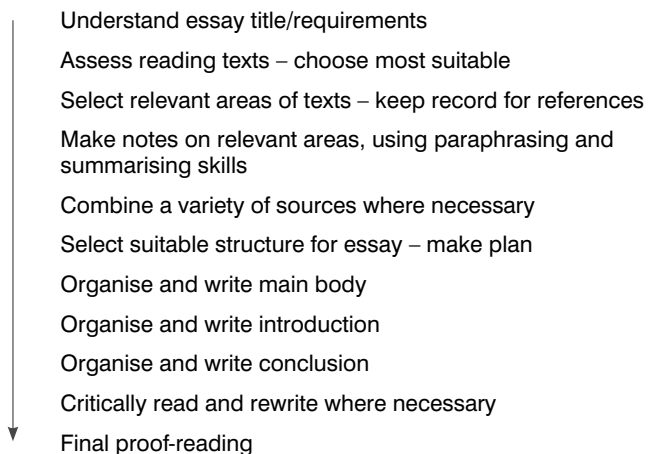 Understand essay title/requirements
Assess reading texts – choose most suitable
Select relevant areas of texts – keep record for references
Make notes on relevant areas, using paraphrasing and
summarising skills
Combine a variety of sources where necessary
Select suitable structure for essay – make plan
Organise and write main body
Organise and write introduction
Organise and write conclusion
Critically read and rewrite where necessary
Final proof-reading